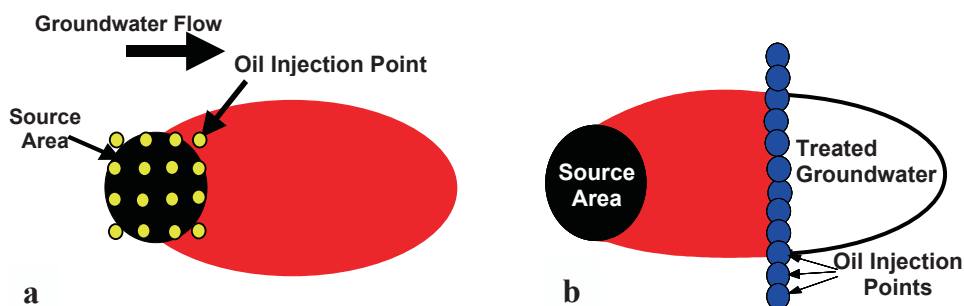 Groundwater Flow
Oil Injection Point
Source
Area
a
Source
Area
Treated
Groundwater
Oil Injection
Points
b